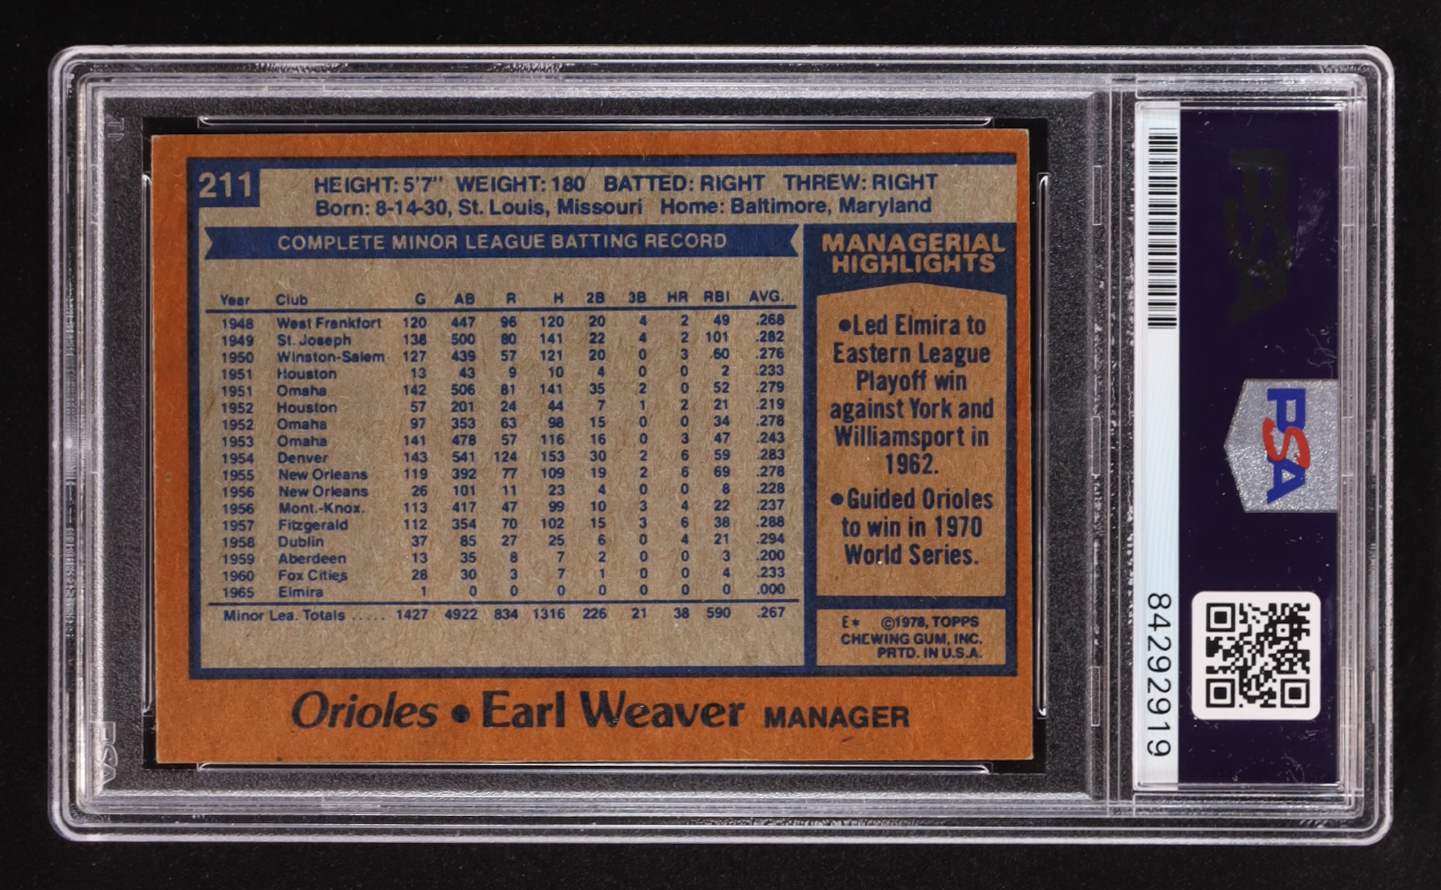 211
HEIGHT: 5'7" WEIGHT: 180 BATTED: RIGHT THREW: RIGHT
Born: 8-14-30, St. Louis, Missouri Home: Baltimore, Maryland
COMPLETE MINOR LEAGUE BATTING RECORD
Year Club G AB R H 2B 3B HR RBI AVG.
1948 West Frankfort 120 447 96 120 20 4 2 49 .268
1949 St. Joseph 138 500 80 141 22 4 2 101 .282
1950 Winston-Salem 127 439 57 121 20 0 3 60 .276
1951 Houston 13 43 9 10 4 0 0 2 .233
1951 Omaha 142 506 81 141 35 2 0 52 .279
1952 Houston 57 201 24 44 7 1 2 21 .219
1952 Omaha 97 353 63 98 15 0 0 34 .278
1953 Omaha 141 478 57 116 16 0 3 47 .243
1954 Denver 143 541 124 153 30 2 6 59 .283
1955 New Orleans 119 392 77 109 19 2 6 69 .278
1956 New Orleans 26 101 11 23 4 0 0 8 .228
1956 Mont.-Knox. 113 417 47 99 10 3 4 22 .237
1957 Fitzgerald 112 354 70 102 15 3 6 38 .288
1958 Dublin 37 85 27 25 6 0 4 21 .294
1959 Aberdeen 13 35 8 7 2 0 0 3 .200
1960 Fox Cities 28 30 3 7 1 0 0 4 .233
1965 Elmira 1 0 0 0 0 0 0 0 .000
Minor Lea. Totals ..... 1427 4922 834 1316 226 21 38 590 .267
MANAGERIAL
HIGHLIGHTS
●Led Elmira to
Eastern League
Playoff win
against York and
Williamsport in
1962.
●Guided Orioles
to win in 1970
World Series.
E* ©1978, TOPPS
CHEWING GUM, INC.
PRTD. IN U.S.A.
Orioles ● Earl Weaver MANAGER
PSA
PSA
84292919
PSA